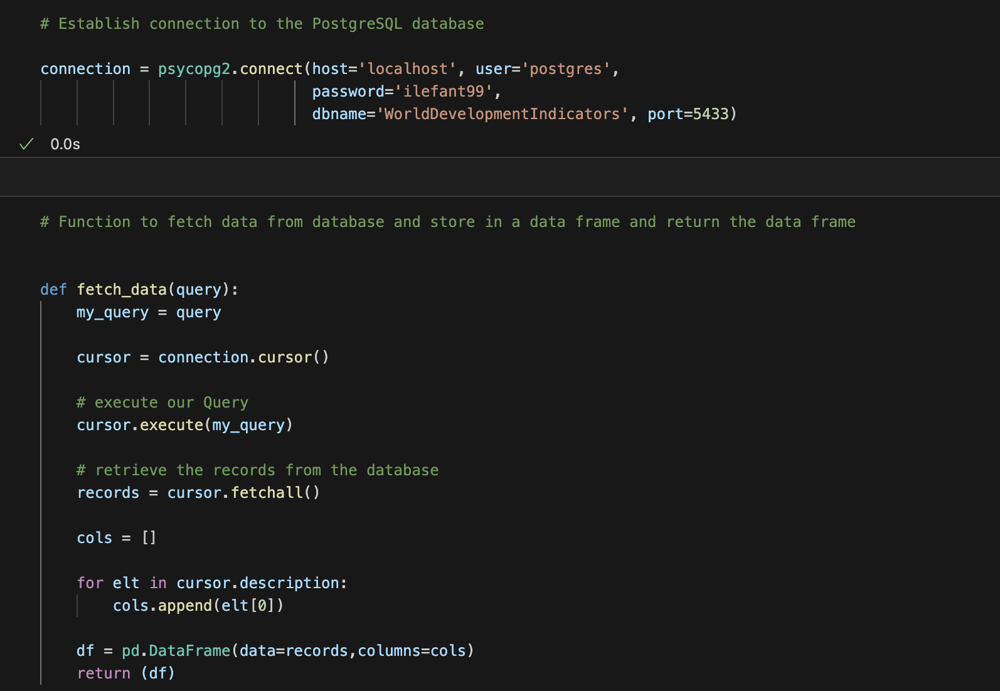 # Establish connection to the PostgreSQL database
connection = psycopg2.connect(host='localhost', user='postgres',
password='ilefant99',
dbname='WorldDevelopmentIndicators', port=5433)
✓ 0.0s
# Function to fetch data from database and store in a data frame and return the data frame
def fetch_data(query):
my_query = query
cursor = connection.cursor()
# execute our Query
cursor.execute(my_query)
# retrieve the records from the database
records = cursor.fetchall()
cols = []
for elt in cursor.description:
cols.append(elt[0])
df = pd.DataFrame(data=records,columns=cols)
return (df)